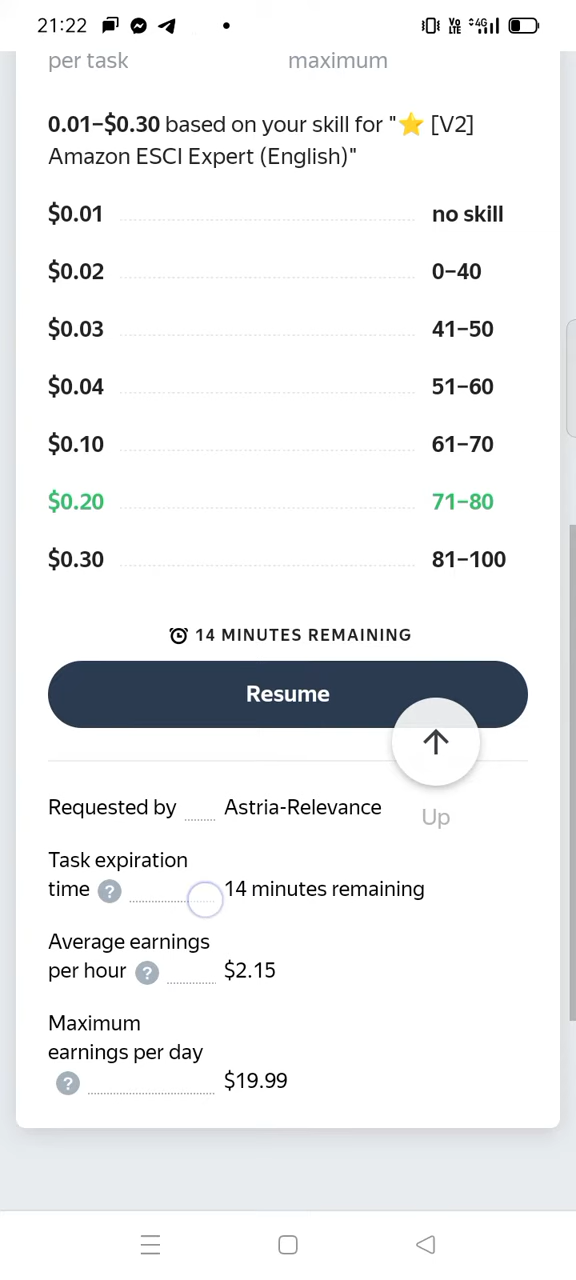 21:22 VO LTE 4G
per task maximum
0.01–$0.30 based on your skill for "⭐ [V2]
Amazon ESCI Expert (English)"
$0.01 no skill
$0.02 0–40
$0.03 41–50
$0.04 51–60
$0.10 61–70
$0.20 71–80
$0.30 81–100
14 MINUTES REMAINING
Resume
Requested by Astria-Relevance
Up
Task expiration
time ? 14 minutes remaining
Average earnings
per hour ? $2.15
Maximum
earnings per day
? $19.99